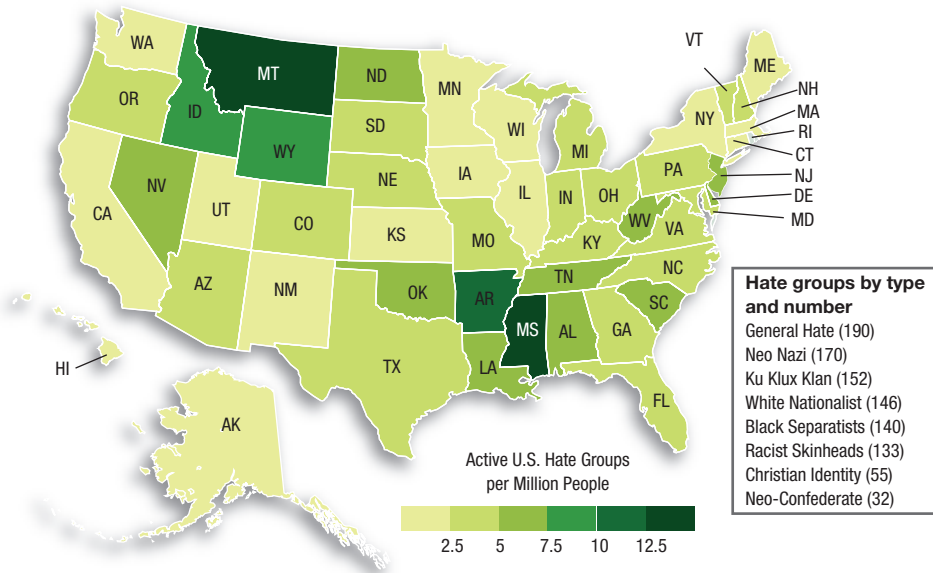 WA
VT
ME
MT
ND
MN
NH
OR
MA
ID
SD
WI
NY
RI
WY
MI
CT
NE
IA
PA
NJ
NV
IL
IN
OH
DE
UT
CA
CO
KS
MO
WV
VA
MD
KY
AZ
NM
OK
AR
TN
NC
SC
MS
AL
GA
HI
TX
LA
FL
AK
Active U.S. Hate Groups
per Million People
2.5 5 7.5 10 12.5
Hate groups by type
and number
General Hate (190)
Neo Nazi (170)
Ku Klux Klan (152)
White Nationalist (146)
Black Separatists (140)
Racist Skinheads (133)
Christian Identity (55)
Neo-Confederate (32)